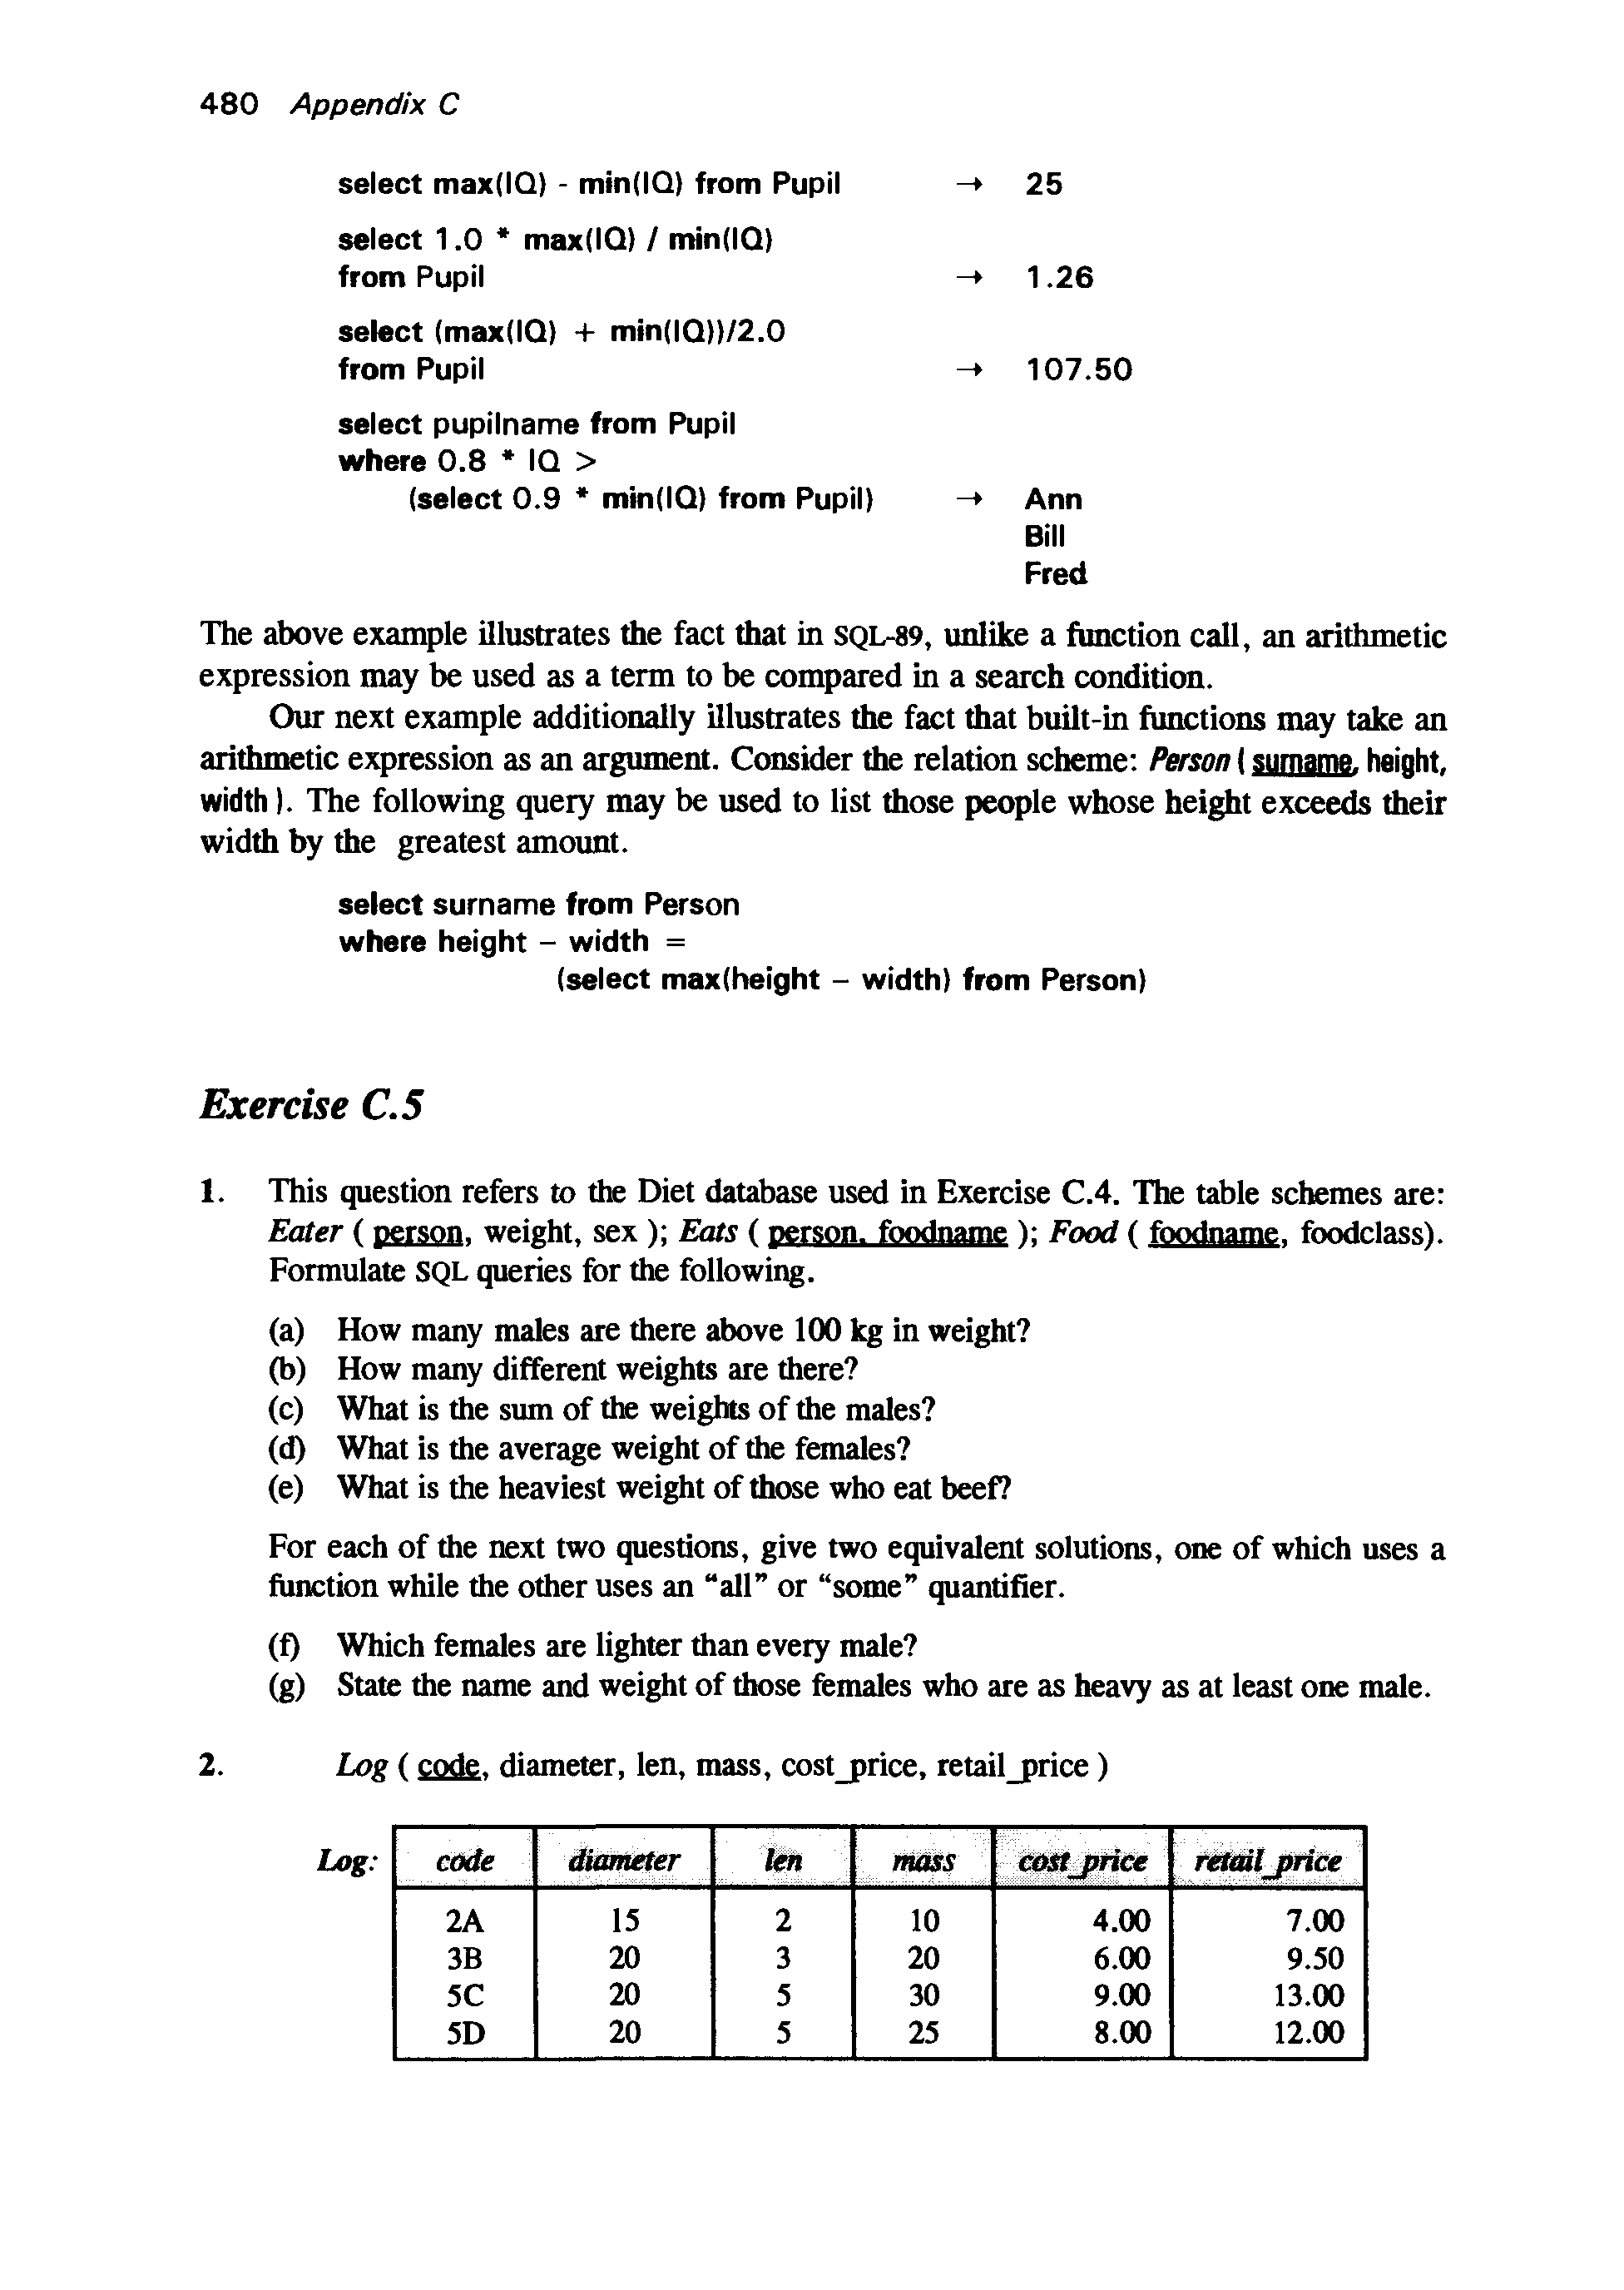 480 Appendix C
select max(IQ) - min(IQ) from Pupil → 25
select 1.0 * max(IQ) / min(IQ)
from Pupil → 1.26
select (max(IQ) + min(IQ))/2.0
from Pupil → 107.50
select pupilname from Pupil
where 0.8 * IQ >
(select 0.9 * min(IQ) from Pupil) → Ann
Bill
Fred
The above example illustrates the fact that in SQL-89, unlike a function call, an arithmetic
expression may be used as a term to be compared in a search condition.
Our next example additionally illustrates the fact that built-in functions may take an
arithmetic expression as an argument. Consider the relation scheme: Person ( surname, height,
width ). The following query may be used to list those people whose height exceeds their
width by the greatest amount.
select surname from Person
where height – width =
(select max(height – width) from Person)
Exercise C.5
1. This question refers to the Diet database used in Exercise C.4. The table schemes are:
Eater ( person, weight, sex ); Eats ( person, foodname ); Food ( foodname, foodclass).
Formulate SQL queries for the following.
(a) How many males are there above 100 kg in weight?
(b) How many different weights are there?
(c) What is the sum of the weights of the males?
(d) What is the average weight of the females?
(e) What is the heaviest weight of those who eat beef?
For each of the next two questions, give two equivalent solutions, one of which uses a
function while the other uses an “all” or “some” quantifier.
(f) Which females are lighter than every male?
(g) State the name and weight of those females who are as heavy as at least one male.
2. Log ( code, diameter, len, mass, cost_price, retail_price )
Log: code diameter len mass cost_price retail_price
2A 15 2 10 4.00 7.00
3B 20 3 20 6.00 9.50
5C 20 5 30 9.00 13.00
5D 20 5 25 8.00 12.00